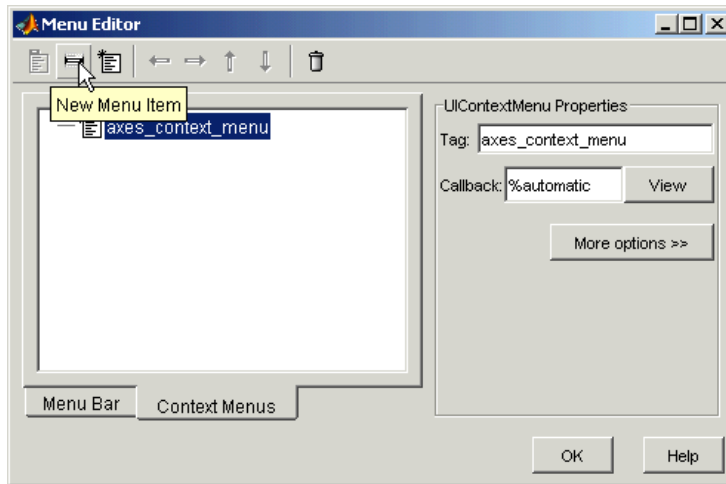 Menu Editor
New Menu Item
axes_context_menu
UIContextMenu Properties
Tag: axes_context_menu
Callback: %automatic View
More options >>
Menu Bar Context Menus
OK Help